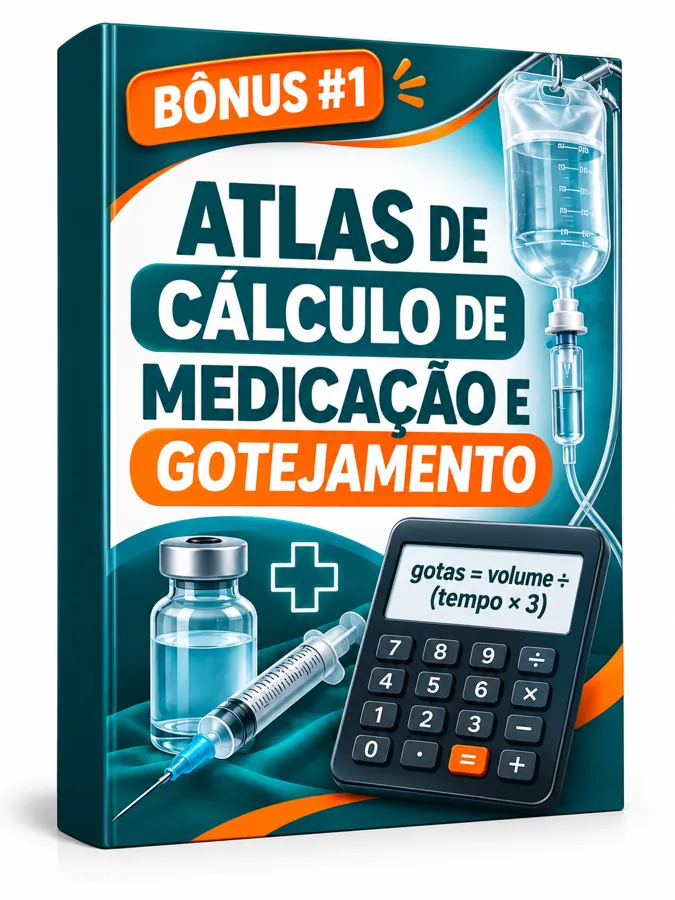 BÔNUS #1
ATLAS DE
CÁLCULO DE
MEDICAÇÃO E
GOTEJAMENTO
gotas = volume ÷
(tempo × 3)
7 8 9 ÷
4 5 6 ×
1 2 3 −
0 · = +